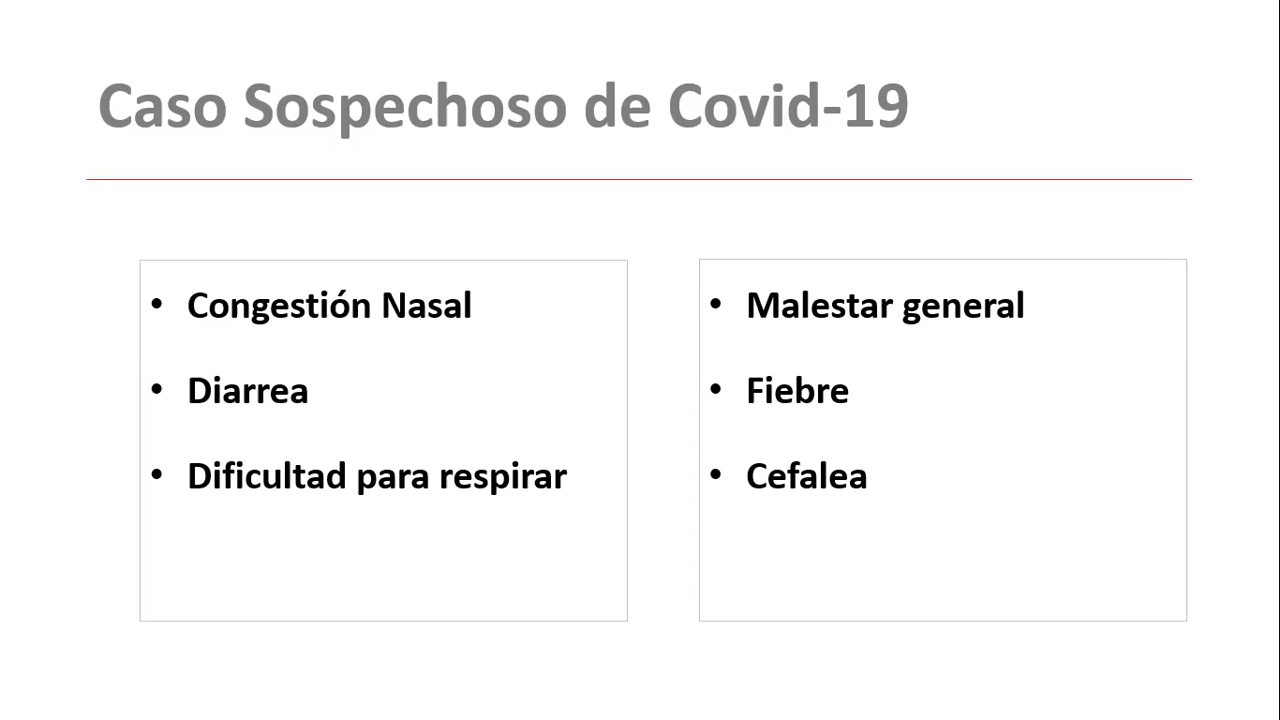 Caso Sospechoso de Covid-19
• Congestión Nasal
• Diarrea
• Dificultad para respirar
• Malestar general
• Fiebre
• Cefalea